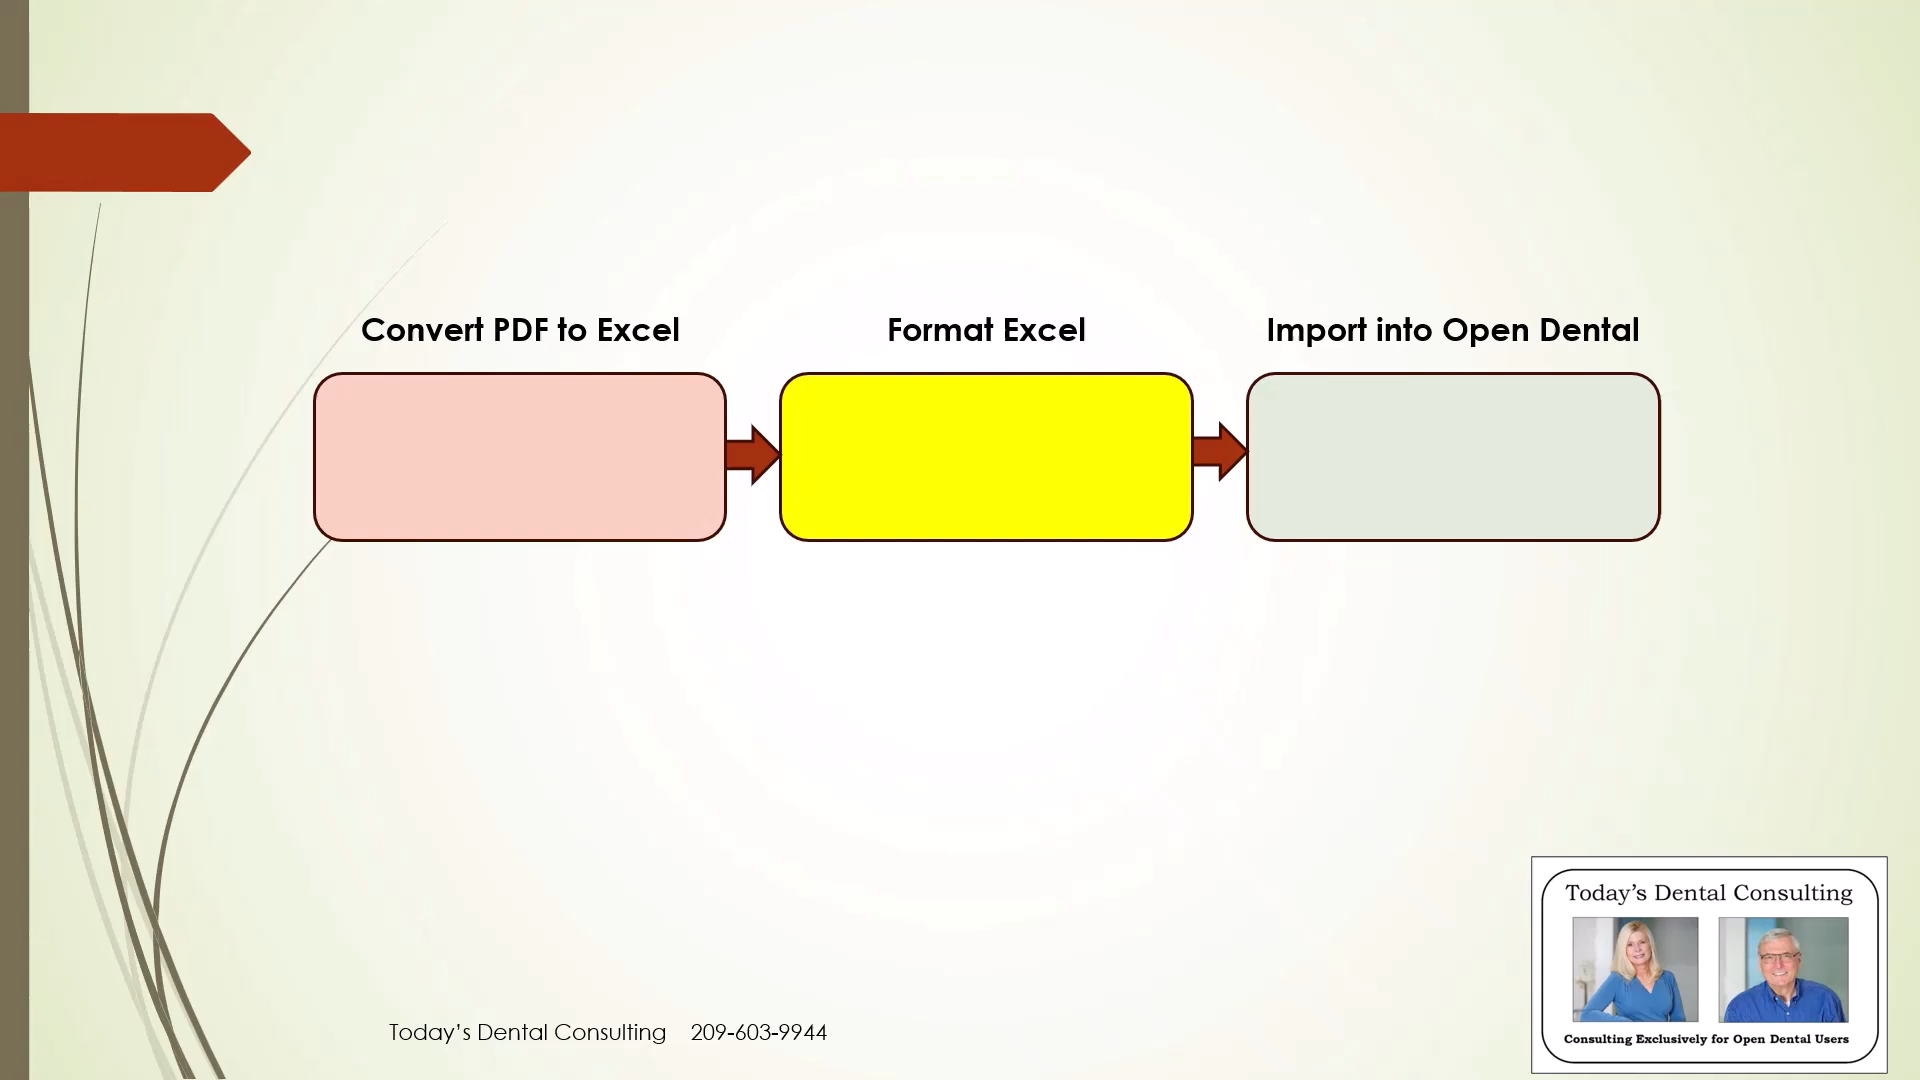 Convert PDF to Excel
Format Excel
Import into Open Dental
Today’s Dental Consulting 209-603-9944
Today’s Dental Consulting
Consulting Exclusively for Open Dental Users